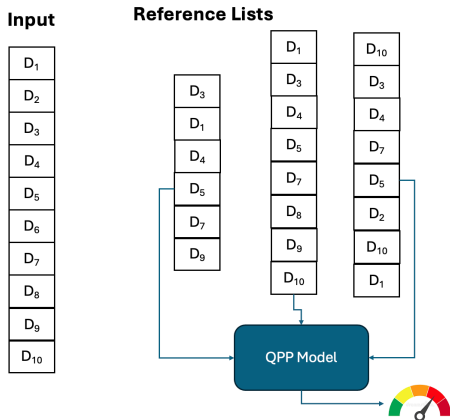 Input
D1
D2
D3
D4
D5
D6
D7
D8
D9
D10
Reference Lists
D3
D1
D4
D5
D7
D9
D1
D3
D4
D5
D7
D8
D9
D10
D10
D3
D4
D7
D5
D2
D10
D1
QPP Model